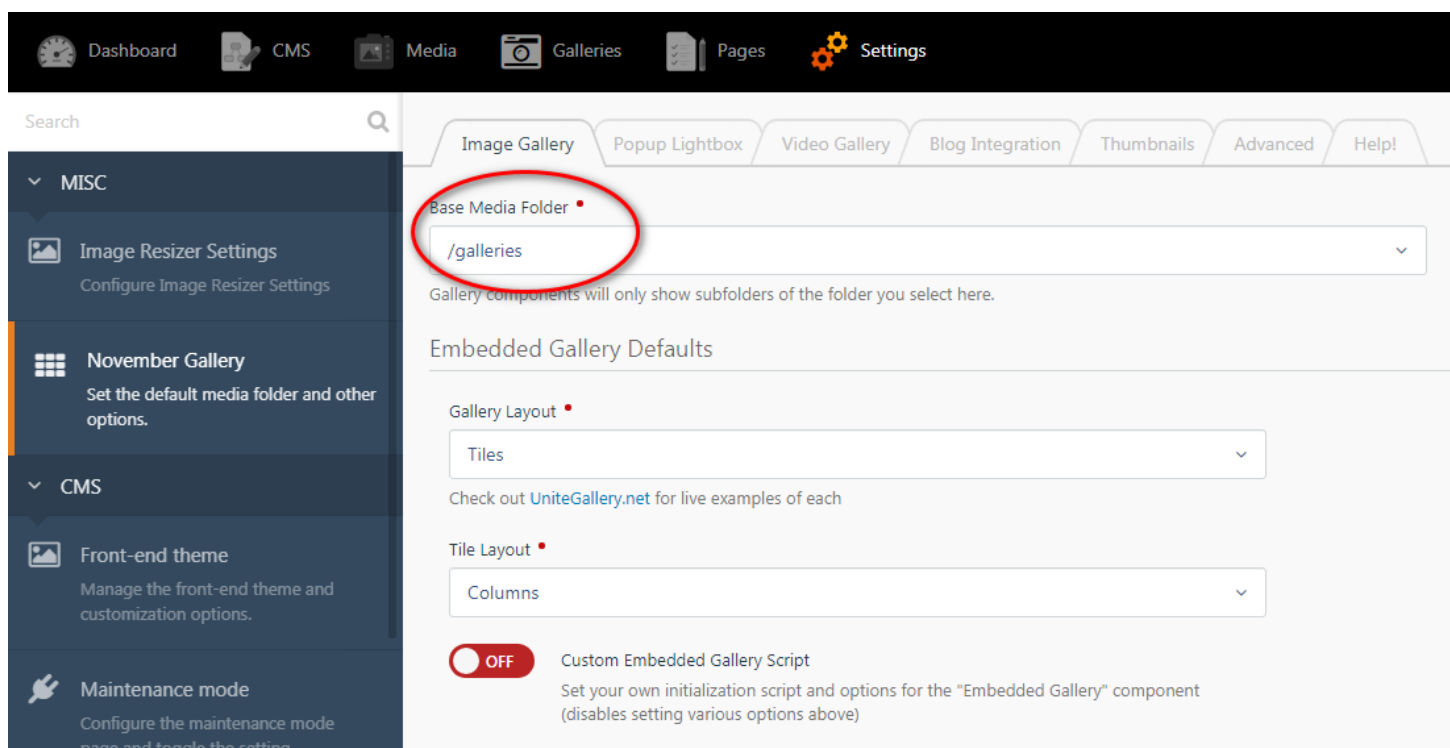 Dashboard CMS Media Galleries Pages Settings
Search
MISC
Image Resizer Settings
Configure Image Resizer Settings
November Gallery
Set the default media folder and other
options.
CMS
Front-end theme
Manage the front-end theme and
customization options.
Maintenance mode
Configure the maintenance mode
page and toggle the setting.
Image Gallery Popup Lightbox Video Gallery Blog Integration Thumbnails Advanced Help!
Base Media Folder
/galleries
Gallery components will only show subfolders of the folder you select here.
Embedded Gallery Defaults
Gallery Layout
Tiles
Check out UniteGallery.net for live examples of each
Tile Layout
Columns
OFF Custom Embedded Gallery Script
Set your own initialization script and options for the "Embedded Gallery" component
(disables setting various options above)